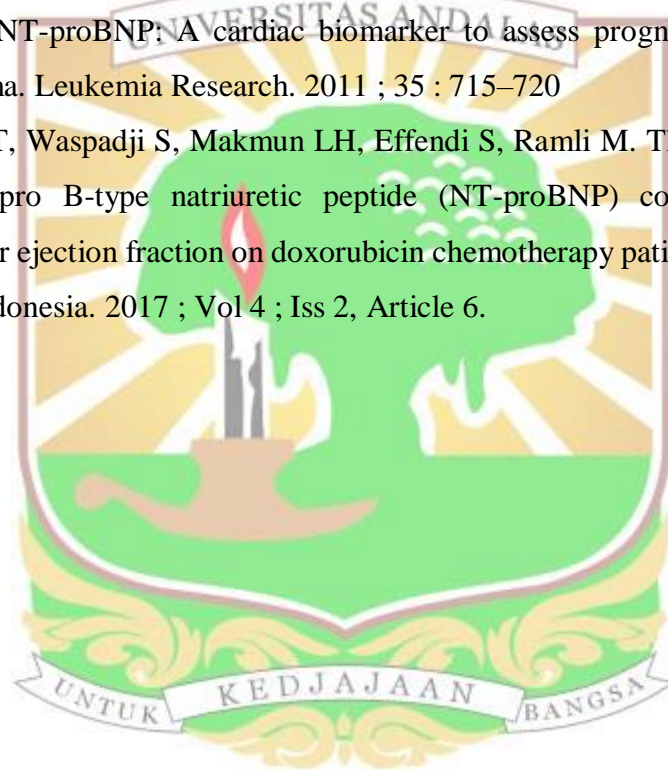 UNIVERSITAS ANDALAS
NT-proBNP: A cardiac biomarker to assess progn
na. Leukemia Research. 2011 ; 35 : 715–720
T, Waspadji S, Makmun LH, Effendi S, Ramli M. T
pro B-type natriuretic peptide (NT-proBNP) co
r ejection fraction on doxorubicin chemotherapy pati
donesia. 2017 ; Vol 4 ; Iss 2, Article 6.
UNTUK KEDJAJAAN BANGSA